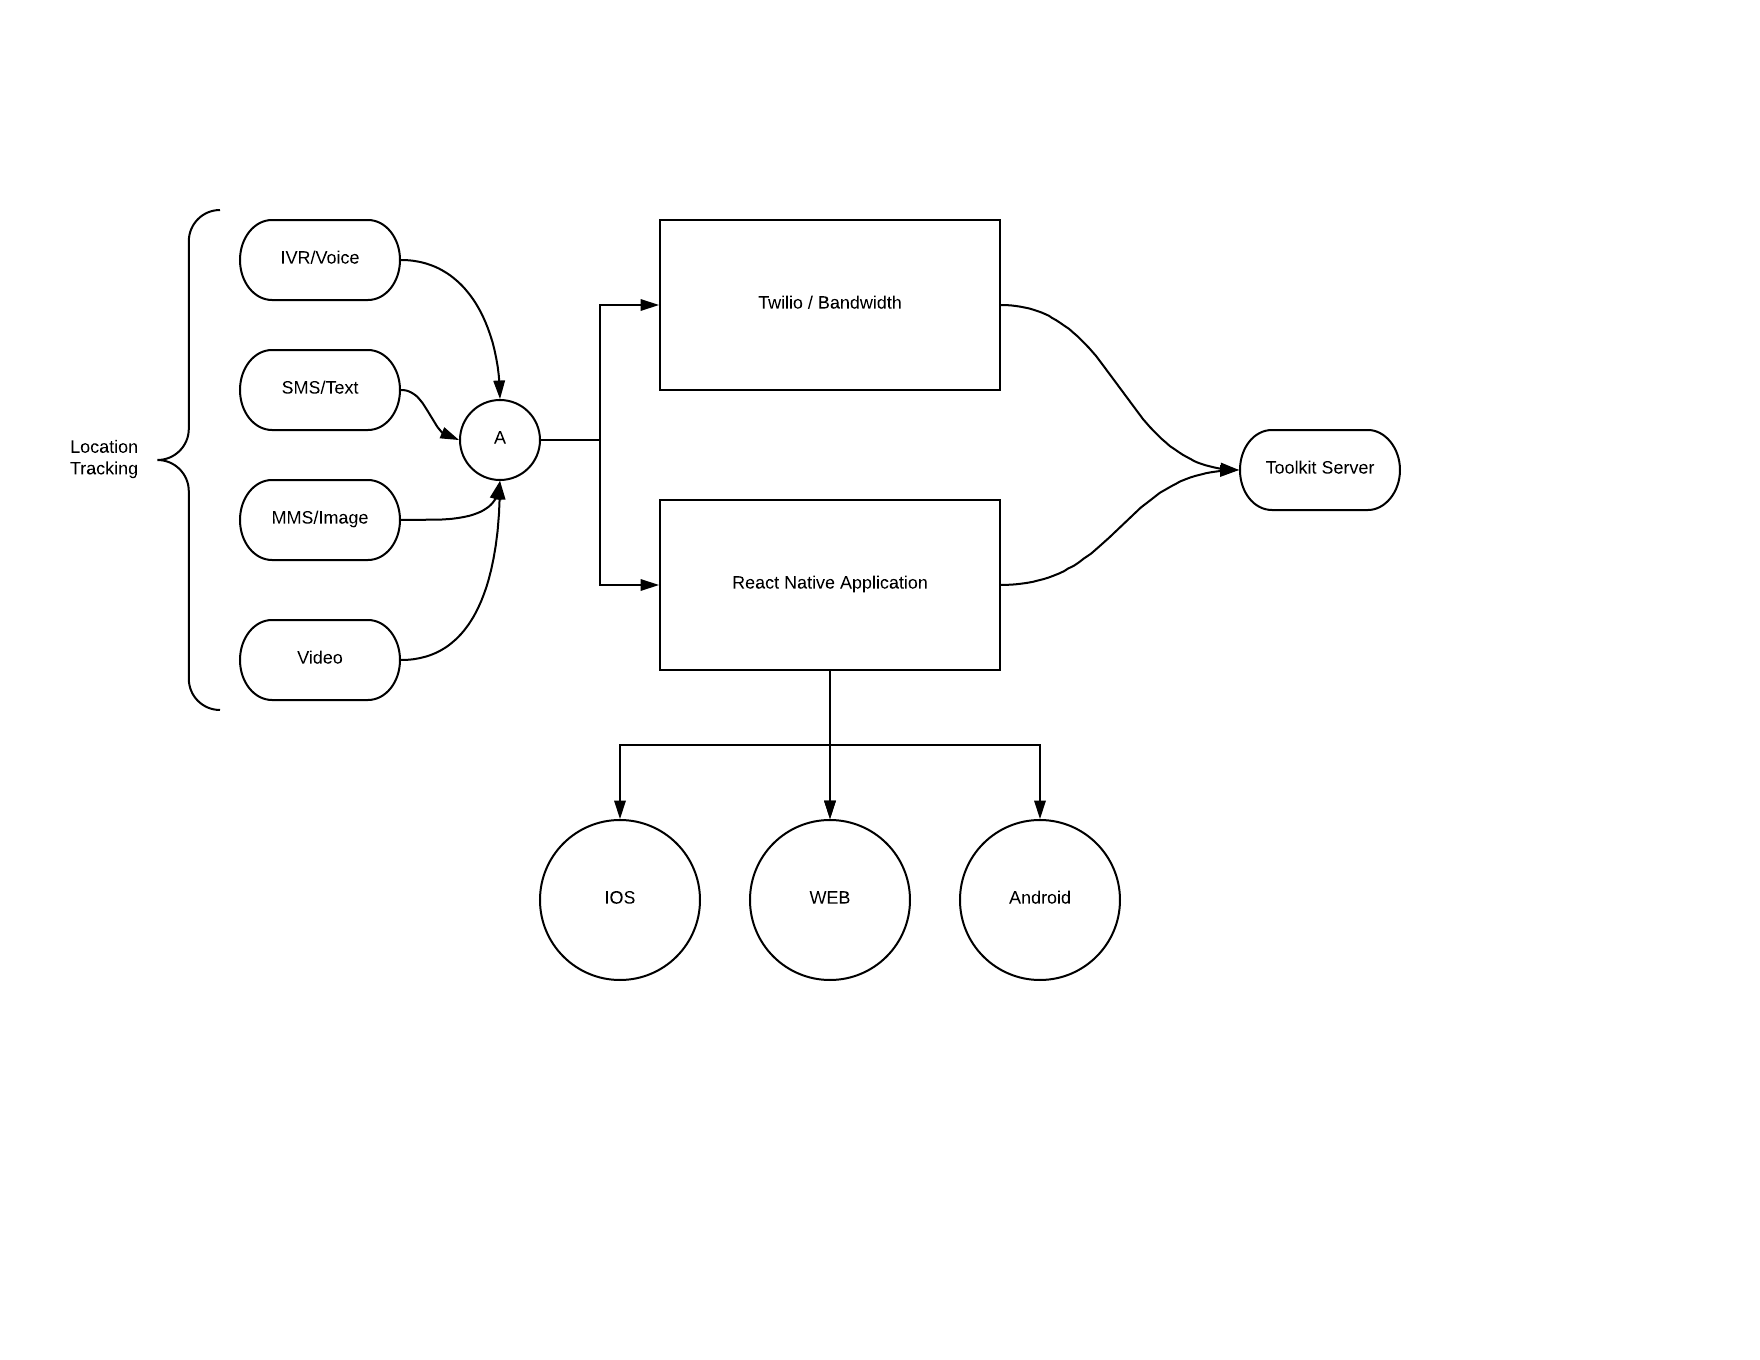 Location
Tracking
IVR/Voice
SMS/Text
MMS/Image
Video
A
Twilio / Bandwidth
React Native Application
Toolkit Server
IOS
WEB
Android